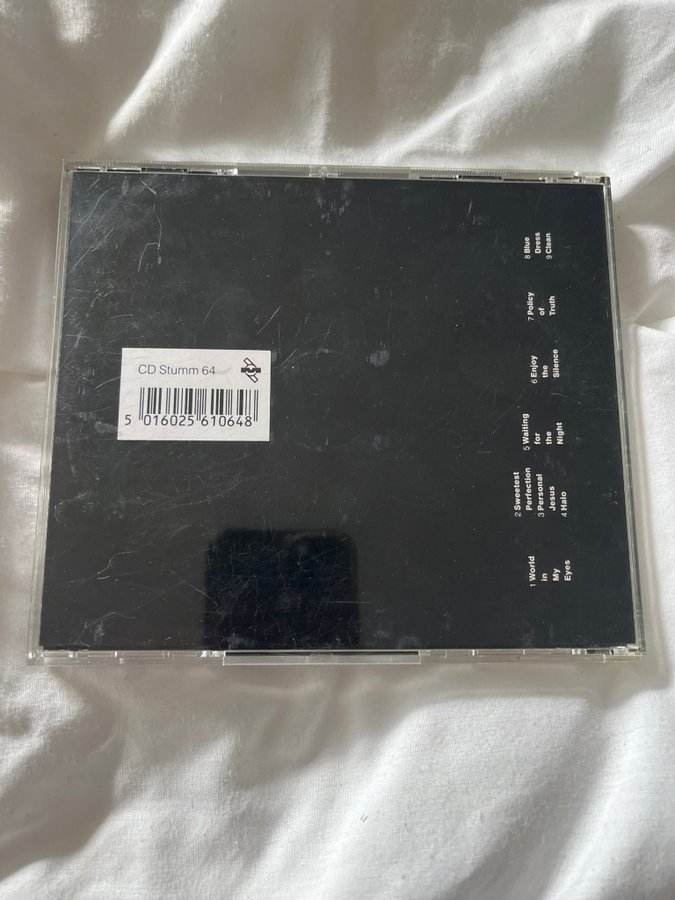 CD Stumm 64
5 016025 610648
1 World
in
My
Eyes
2 Sweetest
Perfection
3 Personal
Jesus
4 Halo
5 Waiting
for
the
Night
6 Enjoy
the
Silence
7 Policy
of
Truth
8 Blue
Dress
9 Clean